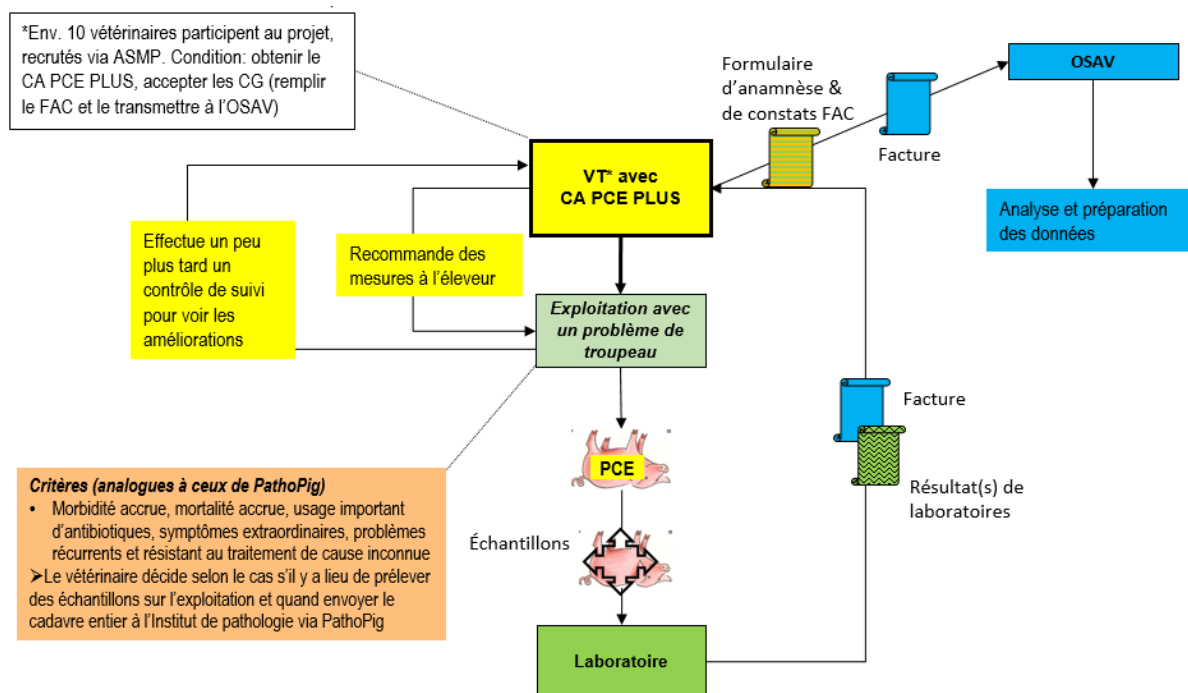 *Env. 10 vétérinaires participent au projet,
recrutés via ASMP. Condition: obtenir le
CA PCE PLUS, accepter les CG (remplir
le FAC et le transmettre à l'OSAV)
Formulaire
d'anamnèse &
de constats FAC
Facture
OSAV
VT* avec
CA PCE PLUS
Analyse et préparation
des données
Effectue un peu
plus tard un
contrôle de suivi
pour voir les
améliorations
Recommande des
mesures à l'éleveur
Exploitation avec
un problème de
troupeau
Facture
PCE
Résultat(s) de
laboratoires
Critères (analogues à ceux de PathoPig)
• Morbidité accrue, mortalité accrue, usage important
d'antibiotiques, symptômes extraordinaires, problèmes
récurrents et résistant au traitement de cause inconnue
➢Le vétérinaire décide selon le cas s'il y a lieu de prélever
des échantillons sur l'exploitation et quand envoyer le
cadavre entier à l'Institut de pathologie via PathoPig
Échantillons
Laboratoire